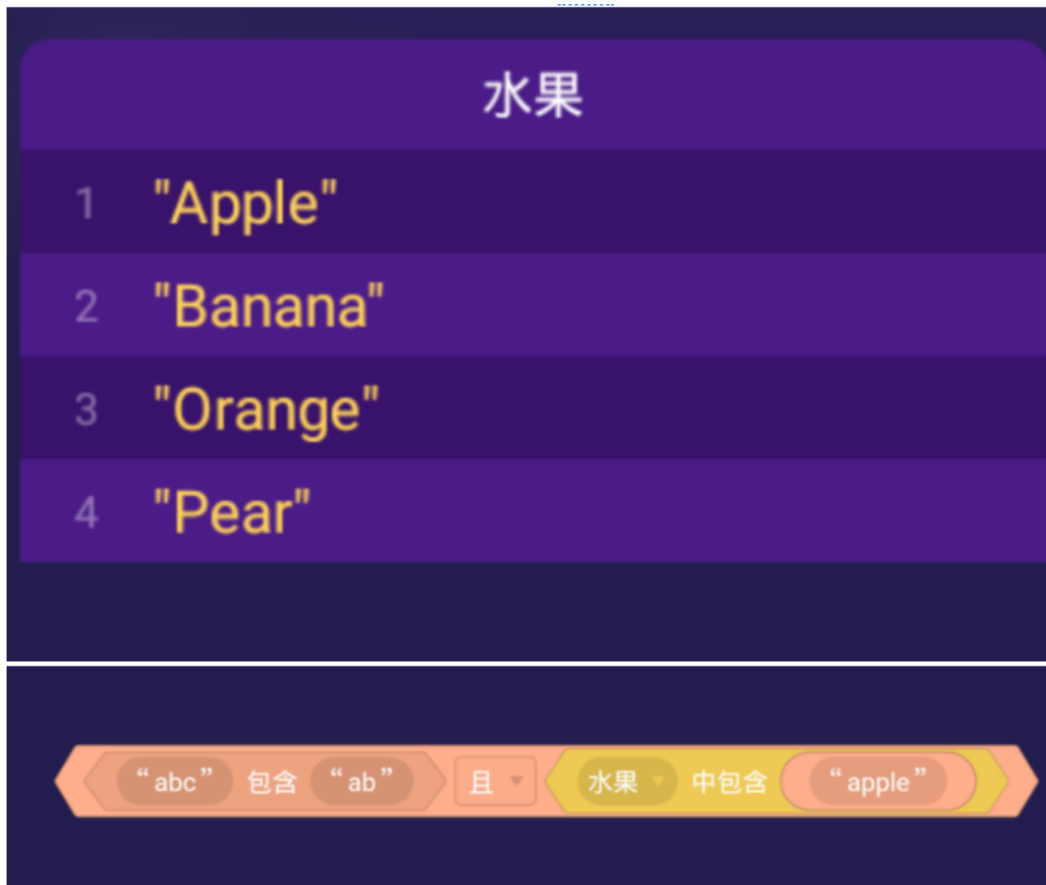 水果
1 "Apple"
2 "Banana"
3 "Orange"
4 "Pear"
“abc” 包含 “ab” 且 水果 中包含 “apple”